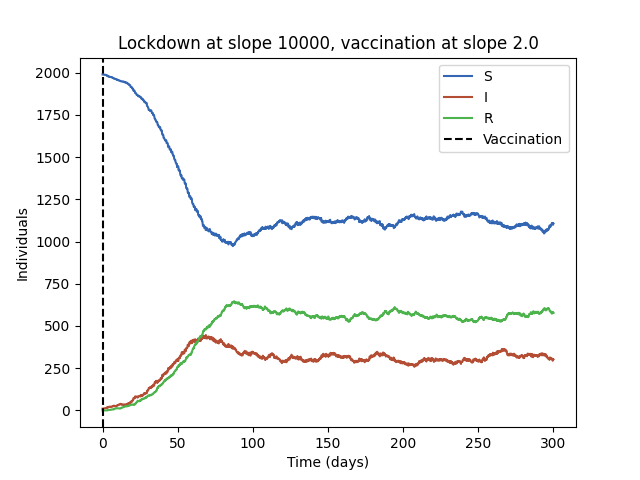 Lockdown at slope 10000, vaccination at slope 2.0
S
I
R
Vaccination
2000
1750
1500
1250
1000
750
500
250
0
Individuals
0 50 100 150 200 250 300
Time (days)